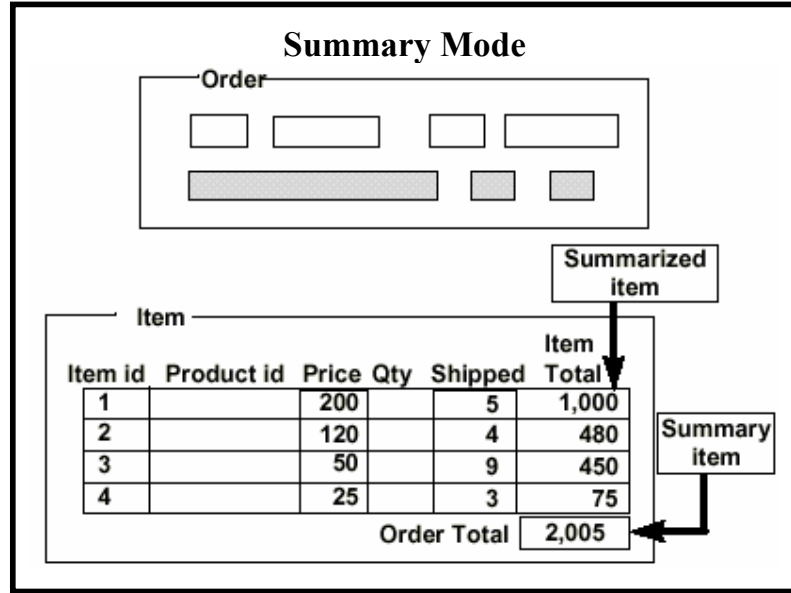 Summary Mode
Order
Summarized
item
Item
Item
Item id Product id Price Qty Shipped Total
1 200 5 1,000
2 120 4 480
3 50 9 450
4 25 3 75
Summary
item
Order Total 2,005